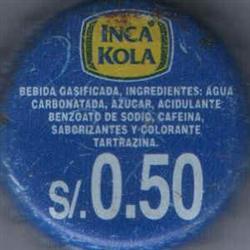 INCA
KOLA
BEBIDA GASIFICADA, INGREDIENTES: AGUA
CARBONATADA, AZUCAR, ACIDULANTE
BENZOATO DE SODIO, CAFEINA,
SABORIZANTES Y COLORANTE
TARTRAZINA.
S/.0.50